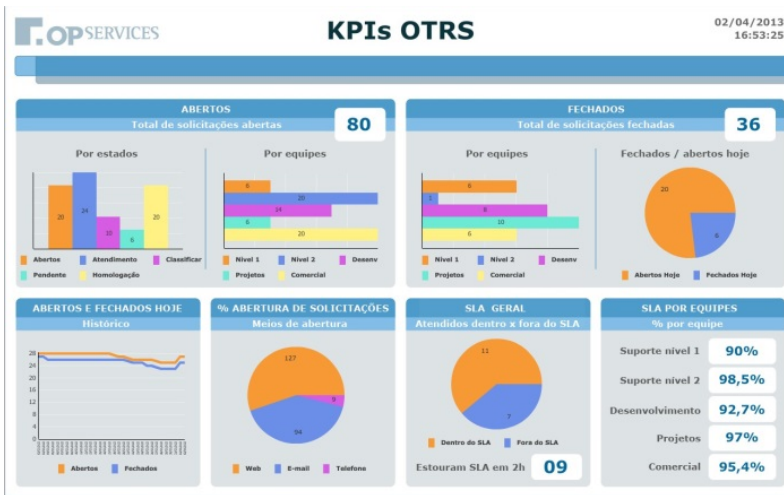 OPSERVICES
KPIs OTRS
02/04/2013
16:53:25
ABERTOS
Total de solicitações abertas
80
Por estados
20
24
10
6
20
Abertos
Atendimento
Classificar
Pendente
Homologação
Por equipes
6
20
14
6
20
Nível 1
Nível 2
Desenv
Projetos
Comercial
FECHADOS
Total de solicitações fechadas
36
Por equipes
6
1
8
10
6
Nível 1
Nível 2
Desenv
Projetos
Comercial
Fechados / abertos hoje
20
6
Abertos Hoje
Fechados Hoje
ABERTOS E FECHADOS HOJE
Histórico
28
24
20
16
12
8
4
0
Abertos
Fechados
% ABERTURA DE SOLICITAÇÕES
Meios de abertura
127
9
94
Web
E-mail
Telefone
SLA GERAL
Atendidos dentro x fora do SLA
11
7
Dentro do SLA
Fora do SLA
Estouram SLA em 2h
09
SLA POR EQUIPES
% por equipe
Suporte nível 1
90%
Suporte nível 2
98,5%
Desenvolvimento
92,7%
Projetos
97%
Comercial
95,4%